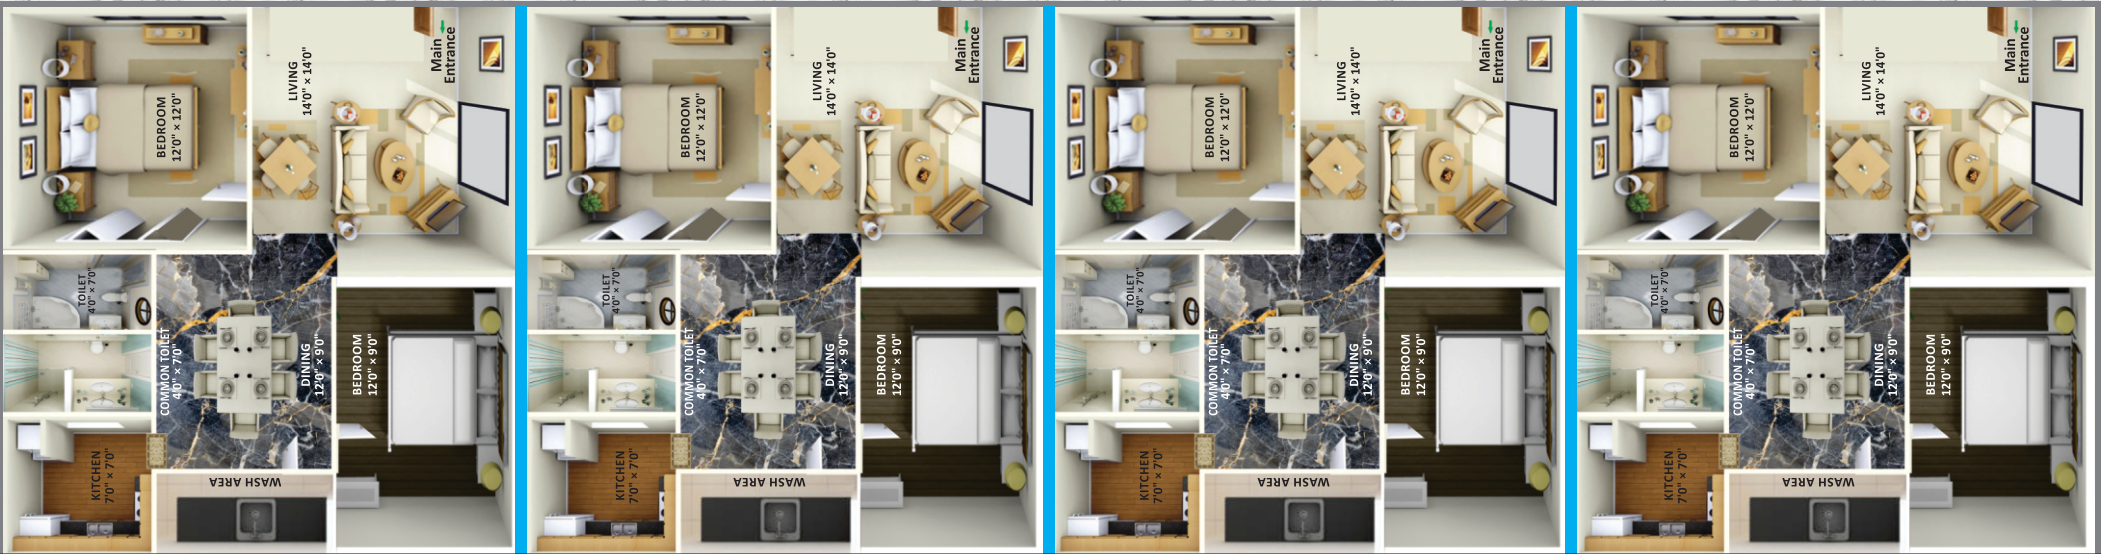 BEDROOM
12'0" × 12'0"
LIVING
14'0" × 14'0"
Main
Entrance
TOILET
4'0" × 7'0"
COMMON TOILET
4'0" × 7'0"
DINING
12'0" × 9'0"
BEDROOM
12'0" × 9'0"
KITCHEN
7'0" × 7'0"
WASH AREA
BEDROOM
12'0" × 12'0"
LIVING
14'0" × 14'0"
Main
Entrance
TOILET
4'0" × 7'0"
COMMON TOILET
4'0" × 7'0"
DINING
12'0" × 9'0"
BEDROOM
12'0" × 9'0"
KITCHEN
7'0" × 7'0"
WASH AREA
BEDROOM
12'0" × 12'0"
LIVING
14'0" × 14'0"
Main
Entrance
TOILET
4'0" × 7'0"
COMMON TOILET
4'0" × 7'0"
DINING
12'0" × 9'0"
BEDROOM
12'0" × 9'0"
KITCHEN
7'0" × 7'0"
WASH AREA
BEDROOM
12'0" × 12'0"
LIVING
14'0" × 14'0"
Main
Entrance
TOILET
4'0" × 7'0"
COMMON TOILET
4'0" × 7'0"
DINING
12'0" × 9'0"
BEDROOM
12'0" × 9'0"
KITCHEN
7'0" × 7'0"
WASH AREA